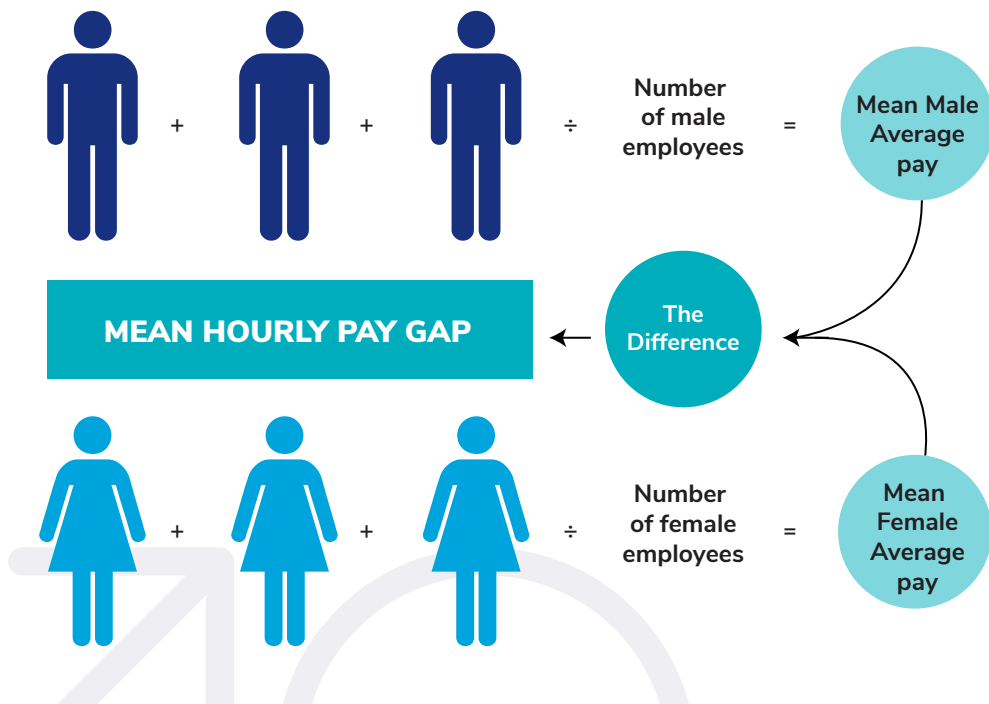 + + ÷ Number
of male
employees
=
Mean Male
Average
pay
MEAN HOURLY PAY GAP
The
Difference
+ + ÷ Number
of female
employees
=
Mean
Female
Average
pay